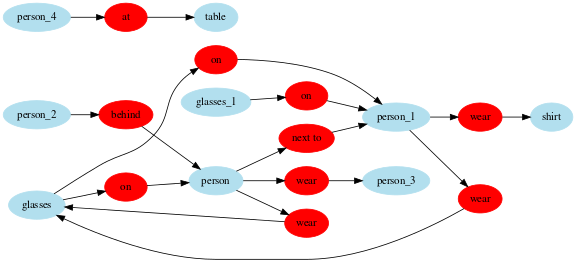 person_4 at table
on
glasses_1 on
person_2 behind person_1 wear shirt
next to
person wear person_3
on
glasses wear
wear